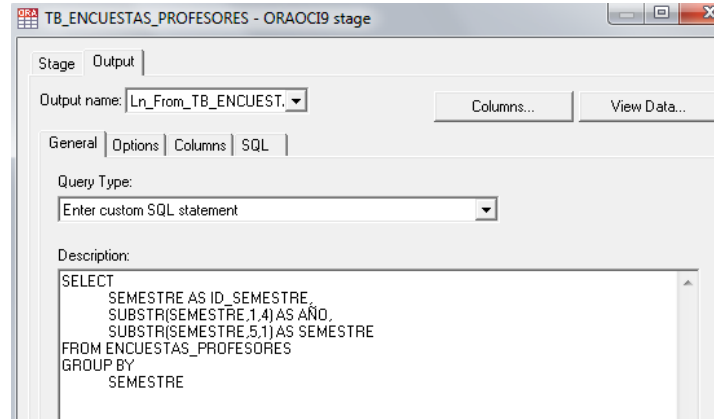 ORA
TB_ENCUESTAS_PROFESORES - ORAOCI9 stage
Stage Output
Output name: Ln_From_TB_ENCUEST. Columns... View Data...
General Options Columns SQL
Query Type:
Enter custom SQL statement
Description:
SELECT
SEMESTRE AS ID_SEMESTRE,
SUBSTR(SEMESTRE,1,4) AS AÑO,
SUBSTR(SEMESTRE,5,1) AS SEMESTRE
FROM ENCUESTAS_PROFESORES
GROUP BY
SEMESTRE